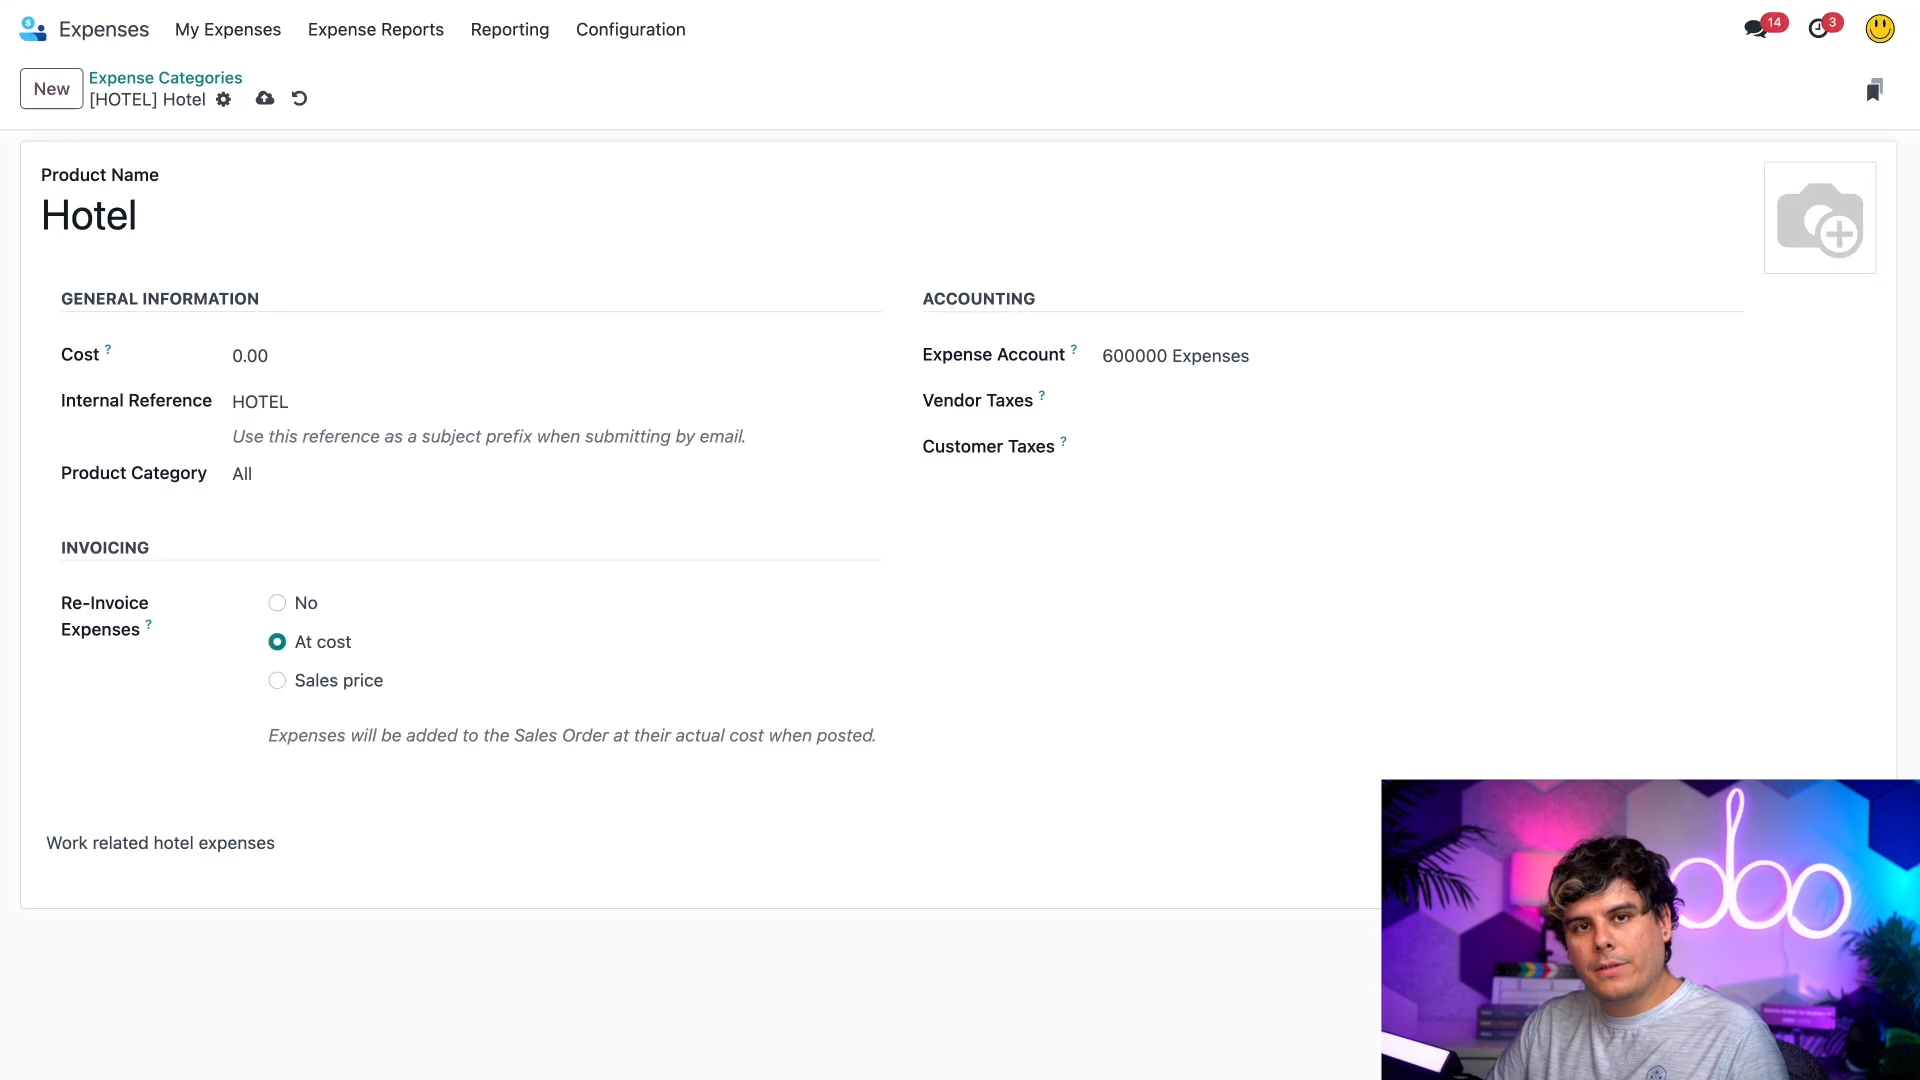 Expenses My Expenses Expense Reports Reporting Configuration 14 3
New Expense Categories
[HOTEL] Hotel
Product Name
Hotel
GENERAL INFORMATION
Cost ? 0.00
Internal Reference HOTEL
Use this reference as a subject prefix when submitting by email.
Product Category All
ACCOUNTING
Expense Account ? 600000 Expenses
Vendor Taxes ?
Customer Taxes ?
INVOICING
Re-Invoice
Expenses ?
No
At cost
Sales price
Expenses will be added to the Sales Order at their actual cost when posted.
Work related hotel expenses